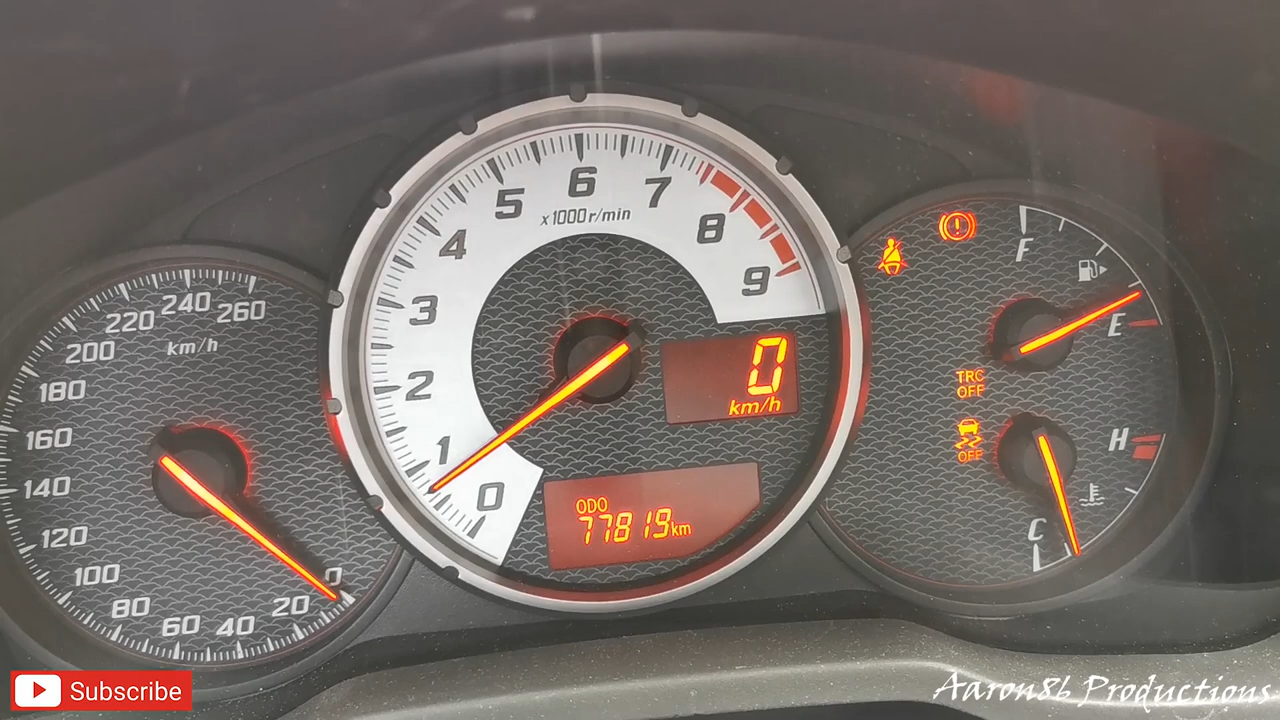 260
240
220
200
km/h
180
160
140
120
100
80
60
40
20
0
6
5
7
x1000r/min
4
8
9
3
2
1
0
0
km/h
ODO
77819km
F
E
TRC
OFF
OFF
H
C
Subscribe
Aaron86 Productions